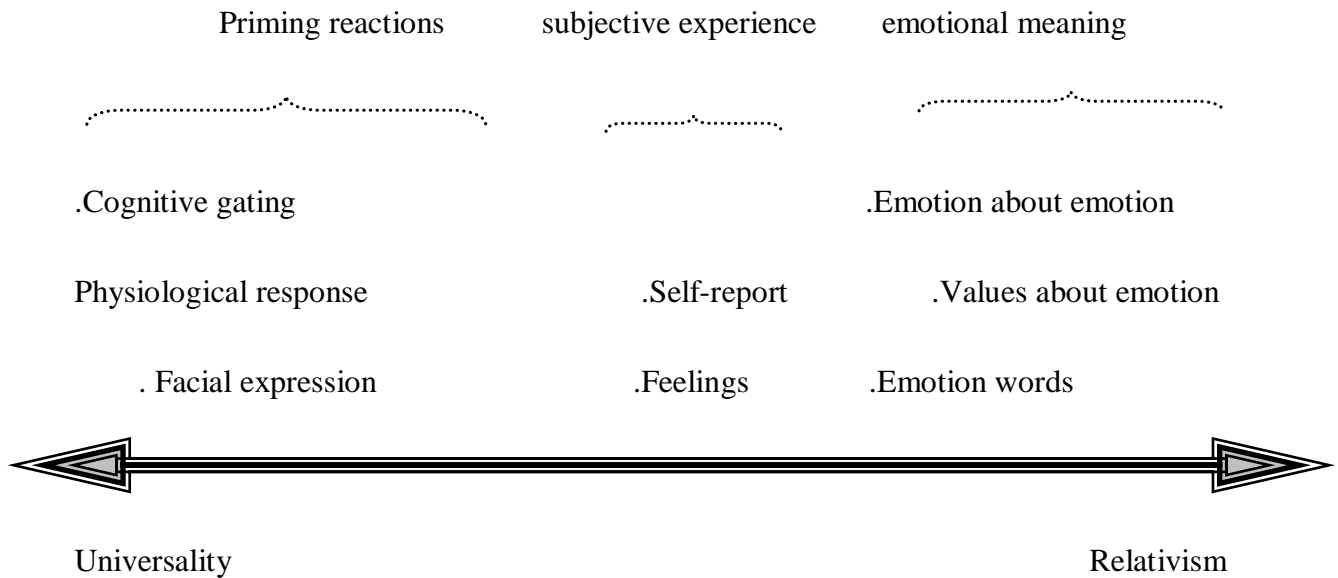 Priming reactions subjective experience emotional meaning
.Cognitive gating .Emotion about emotion
Physiological response .Self-report .Values about emotion
. Facial expression .Feelings .Emotion words
Universality Relativism